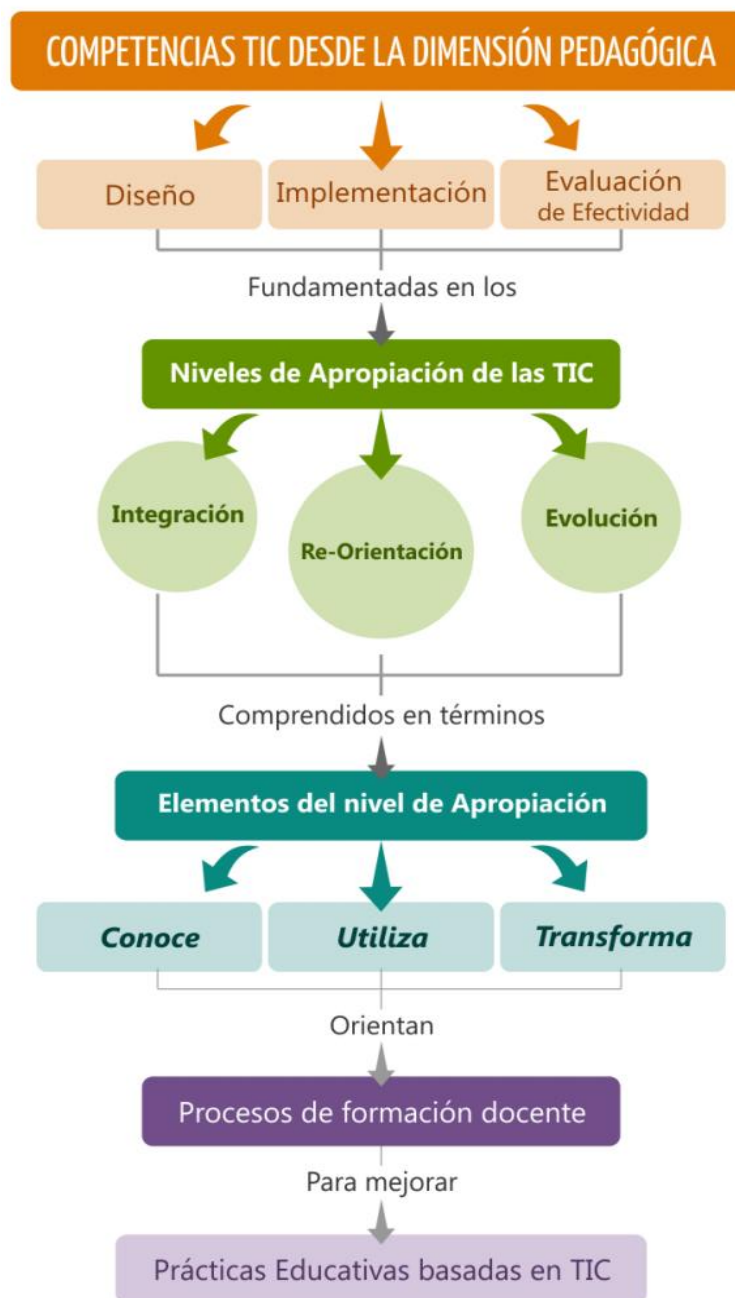 COMPETENCIAS TIC DESDE LA DIMENSIÓN PEDAGÓGICA
Diseño
Implementación
Evaluación
de Efectividad
Fundamentadas en los
Niveles de Apropiación de las TIC
Integración
Re-Orientación
Evolución
Comprendidos en términos
Elementos del nivel de Apropiación
Conoce
Utiliza
Transforma
Orientan
Procesos de formación docente
Para mejorar
Prácticas Educativas basadas en TIC